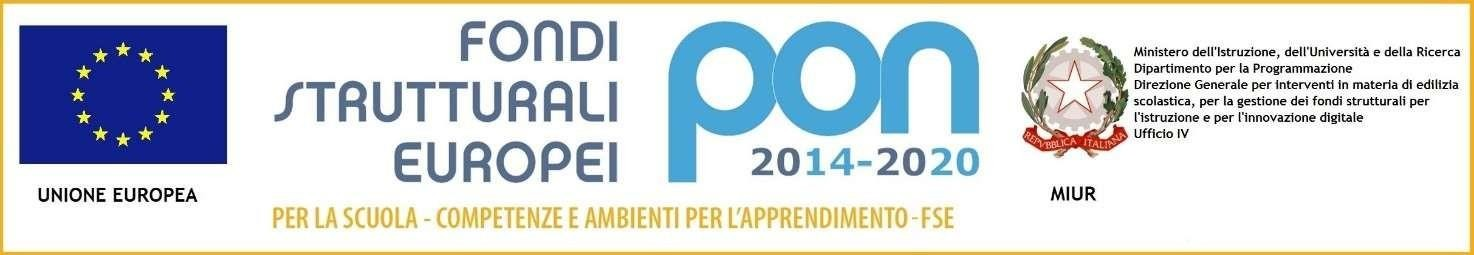 UNIONE EUROPEA
FONDI
STRUTTURALI
EUROPEI
pon
2014-2020
PER LA SCUOLA - COMPETENZE E AMBIENTI PER L'APPRENDIMENTO-FSE
REPVBBLICA ITALIANA
MIUR
Ministero dell'Istruzione, dell'Università e della Ricerca
Dipartimento per la Programmazione
Direzione Generale per interventi in materia di edilizia
scolastica, per la gestione dei fondi strutturali per
l'istruzione e per l'innovazione digitale
Ufficio IV